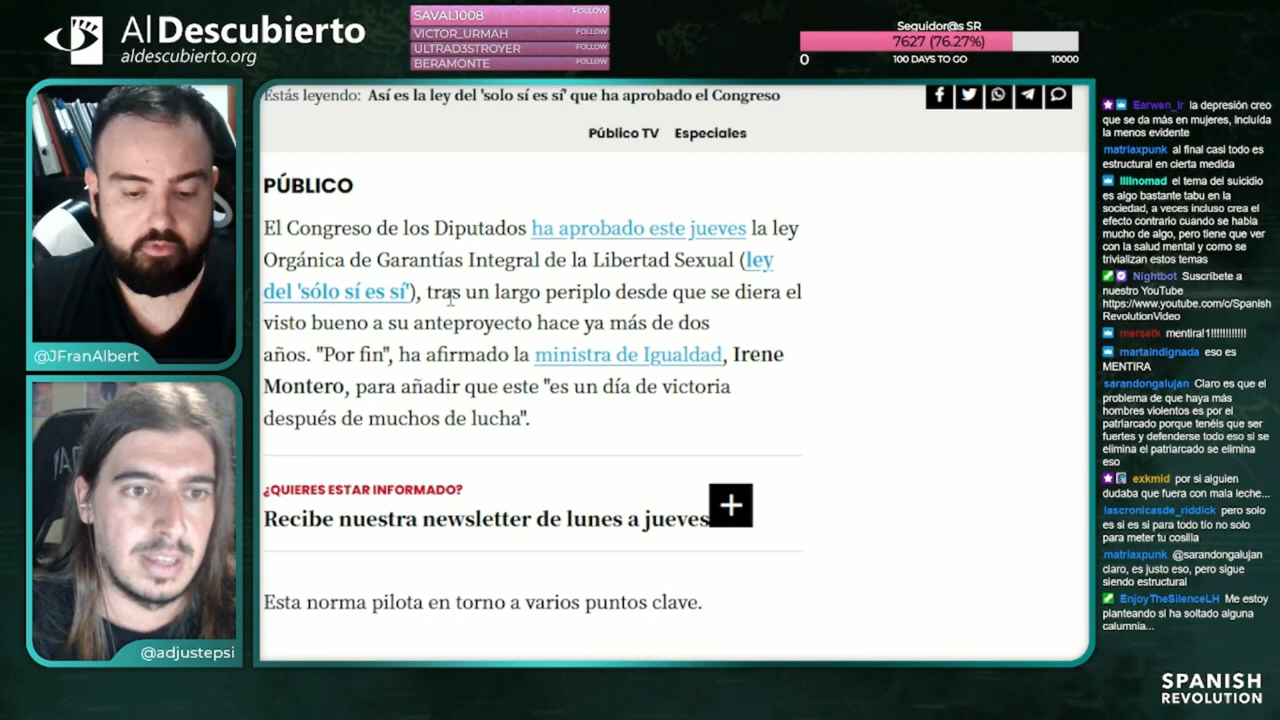 Al Descubierto
aldescubierto.org
SAVAL1008 FOLLOW
VICTOR_URMAH FOLLOW
ULTRAD3STROYER FOLLOW
BERAMONTE FOLLOW
Seguidor@s SR
7627 (76.27%)
0 100 DAYS TO GO 10000
@JFranAlbert
@adjustepsi
Estás leyendo: Así es la ley del 'solo sí es sí' que ha aprobado el Congreso
Público TV Especiales
PÚBLICO
El Congreso de los Diputados ha aprobado este jueves la ley
Orgánica de Garantías Integral de la Libertad Sexual (ley
del 'sólo sí es sí'), tras un largo periplo desde que se diera el
visto bueno a su anteproyecto hace ya más de dos
años. "Por fin", ha afirmado la ministra de Igualdad, Irene
Montero, para añadir que este "es un día de victoria
después de muchos de lucha".
¿QUIERES ESTAR INFORMADO?
Recibe nuestra newsletter de lunes a jueves
Esta norma pilota en torno a varios puntos clave.
Earwen_Ir la depresión creo
que se da más en mujeres, incluída
la menos evidente
matriaxpunk al final casi todo es
estructural en cierta medida
llllnomad el tema del suicidio
es algo bastante tabu en la
sociedad, a veces incluso crea el
efecto contrario cuando se habla
mucho de algo, pero tiene que ver
con la salud mental y como se
trivializan estos temas
Nightbot Suscríbete a
nuestro YouTube
https://www.youtube.com/c/Spanish
RevolutionVideo
mersetk mentira!1!!!!!!!!!!!
martaindignada eso es
MENTIRA
sarandongalujan Claro es que el
problema de que haya más
hombres violentos es por el
patriarcado porque tenéis que ser
fuertes y defenderse todo eso si se
elimina el patriarcado se elimina
eso
exkmid por si alguien
dudaba que fuera con mala leche...
lascronicasde_riddick pero solo
es si es si para todo tío no solo
para meter tu cosilla
matriaxpunk @sarandongalujan
claro, es justo eso, pero sigue
siendo estructural
EnjoyTheSilenceLH Me estoy
planteando si ha soltado alguna
calumnia...
SPANISH
REVOLUTION